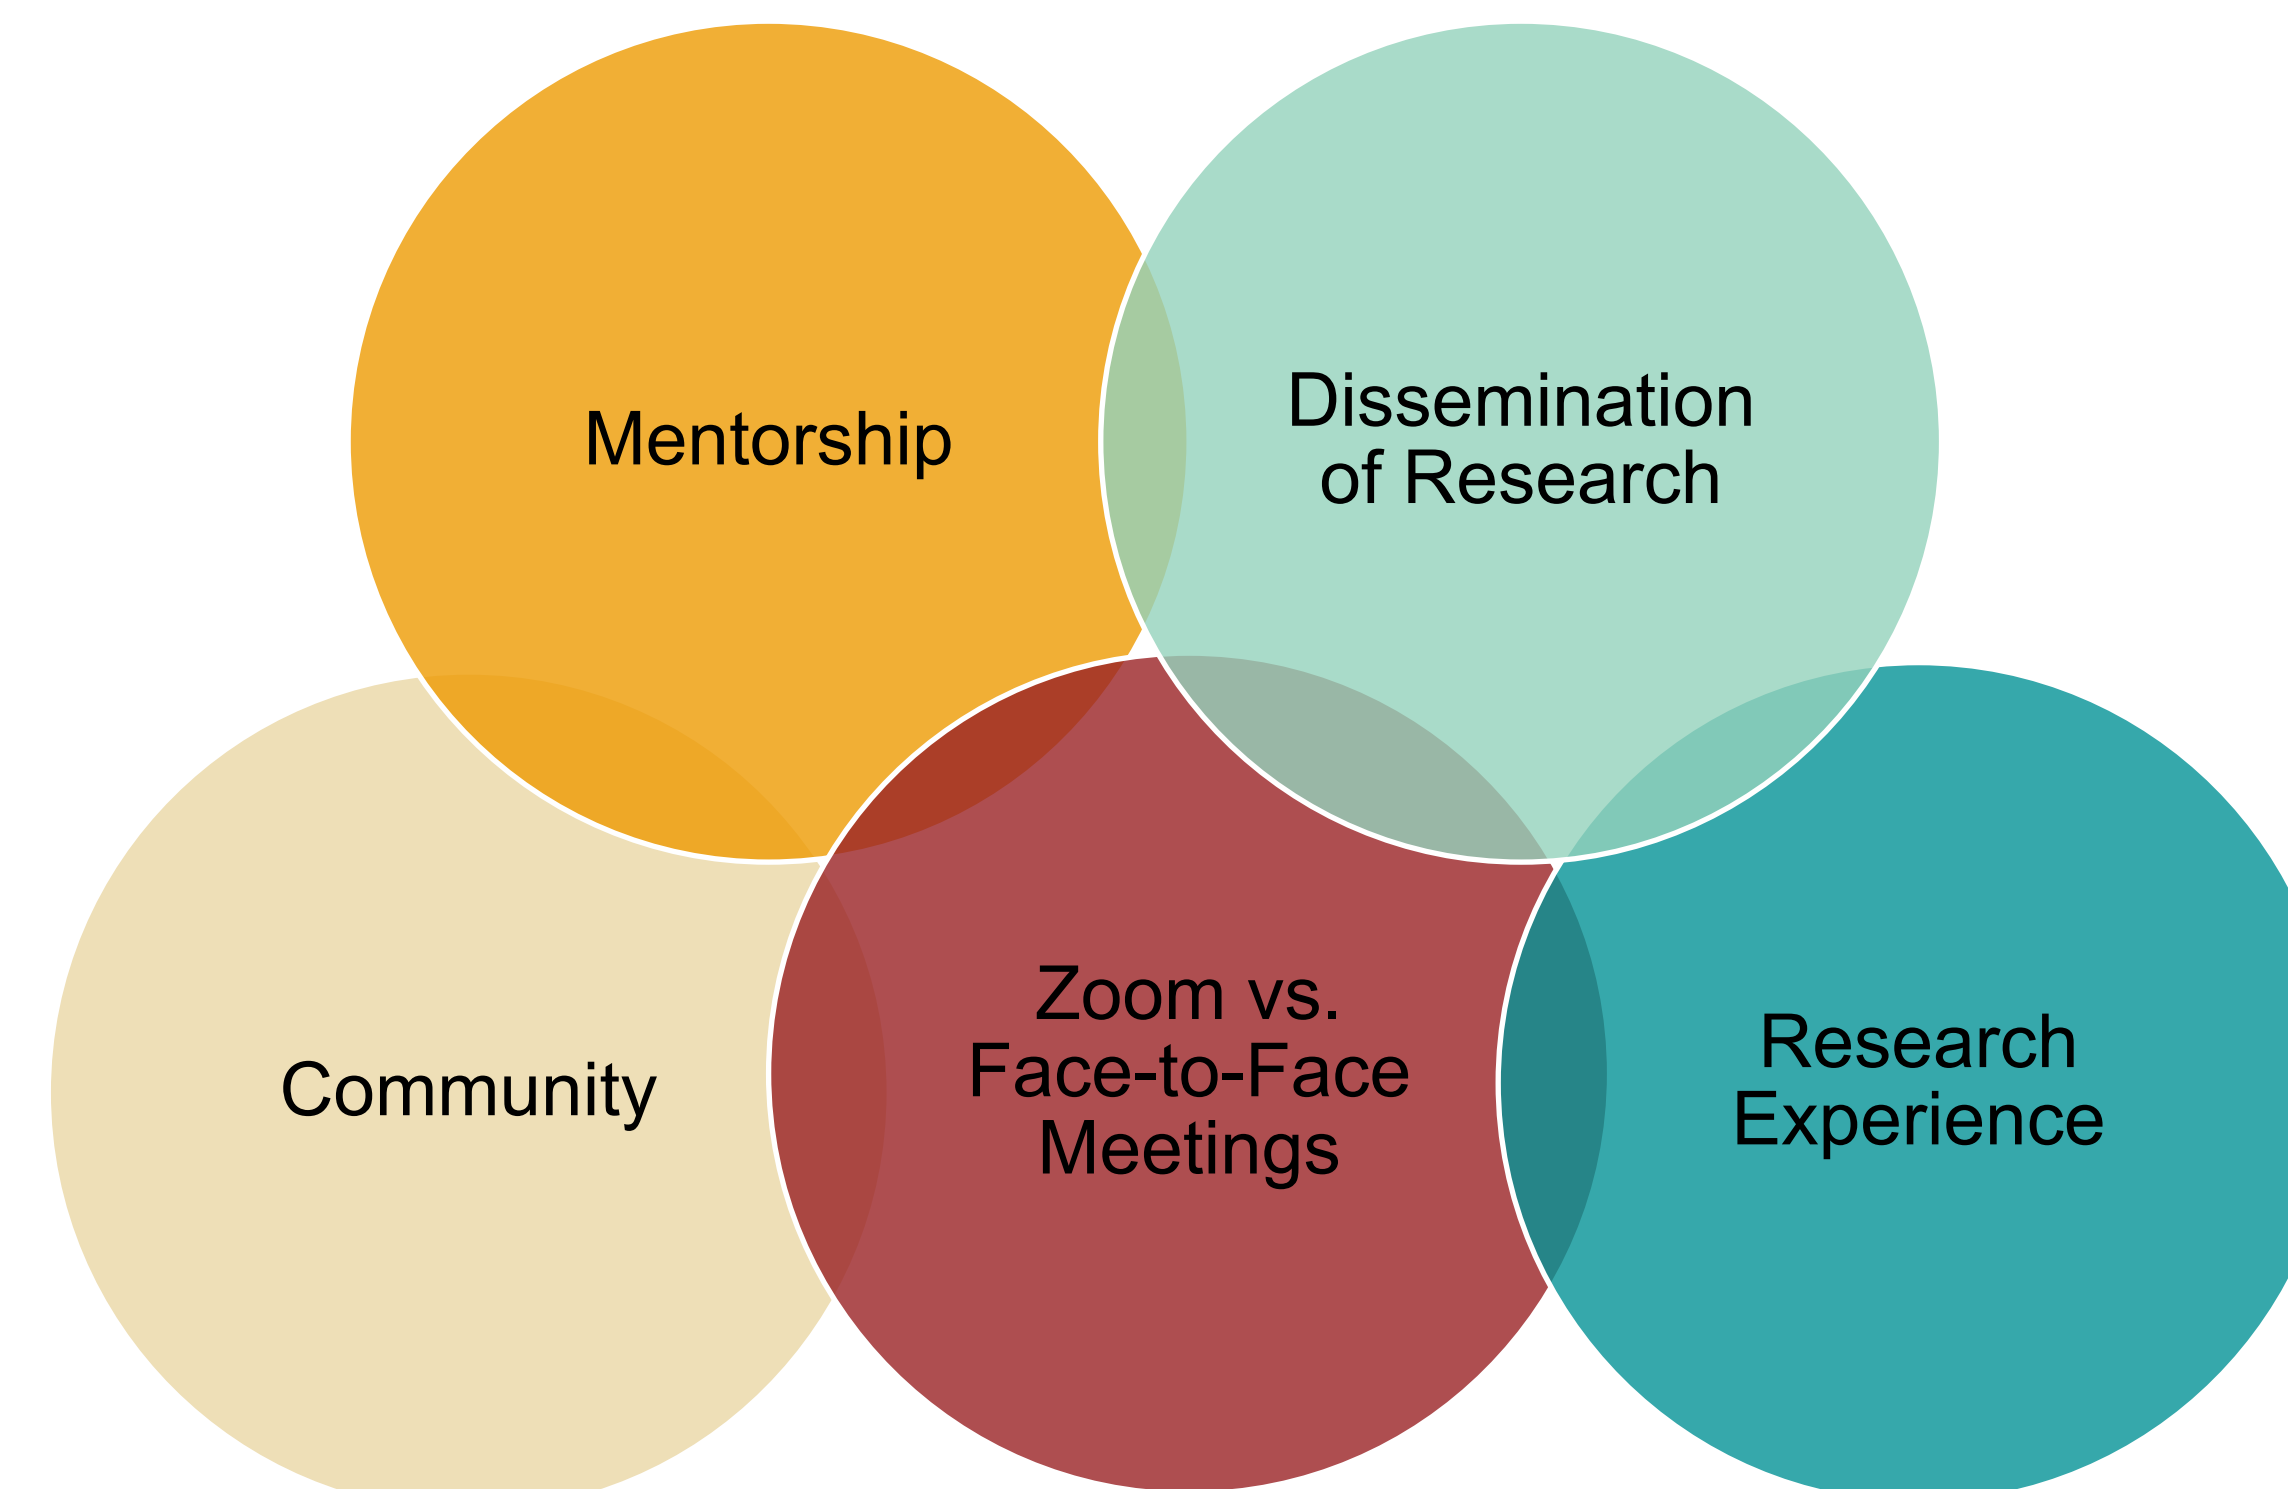 Mentorship
Dissemination
of Research
Community
Zoom vs.
Face-to-Face
Meetings
Research
Experience